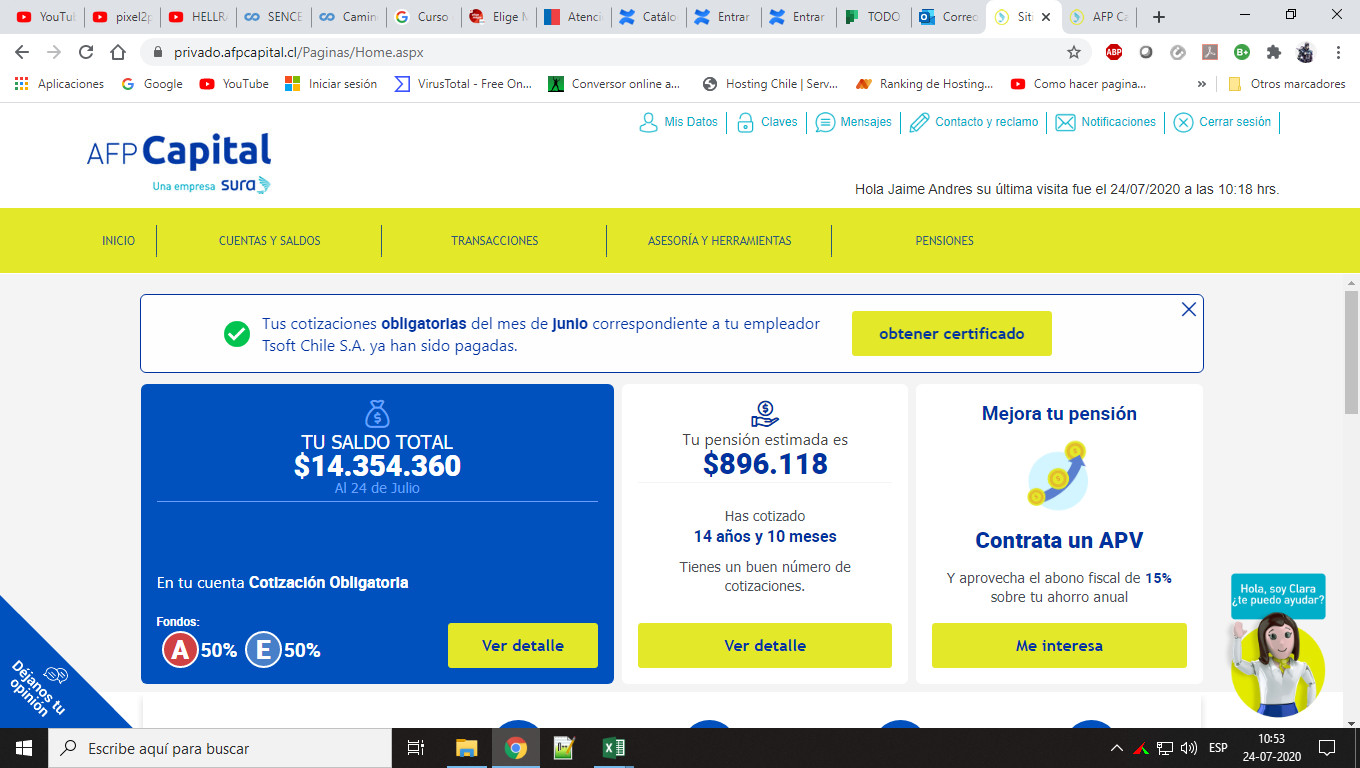 YouTu
pixel2p
HELLRA
SENCE
Camin
Curso
Elige M
Atenci
Catálo
Entrar
Entrar
TODO
Correc
Siti
AFP Ca
privado.afpcapital.cl/Paginas/Home.aspx
Aplicaciones
Google
YouTube
Iniciar sesión
VirusTotal - Free On...
Conversor online a...
Hosting Chile | Serv...
Ranking de Hosting...
Como hacer pagina...
»
Otros marcadores
Mis Datos
Claves
Mensajes
Contacto y reclamo
Notificaciones
Cerrar sesión
AFP Capital
Una empresa sura
Hola Jaime Andres su última visita fue el 24/07/2020 a las 10:18 hrs.
INICIO
CUENTAS Y SALDOS
TRANSACCIONES
ASESORÍA Y HERRAMIENTAS
PENSIONES
Tus cotizaciones obligatorias del mes de junio correspondiente a tu empleador
Tsoft Chile S.A. ya han sido pagadas.
obtener certificado
TU SALDO TOTAL
$14.354.360
Al 24 de Julio
En tu cuenta Cotización Obligatoria
Fondos:
A 50% E 50%
Ver detalle
Tu pensión estimada es
$896.118
Has cotizado
14 años y 10 meses
Tienes un buen número de
cotizaciones.
Ver detalle
Mejora tu pensión
Contrata un APV
Y aprovecha el abono fiscal de 15%
sobre tu ahorro anual
Me interesa
Hola, soy Clara
¿te puedo ayudar?
Déjanos tu
opinión
Escribe aquí para buscar
ESP
10:53
24-07-2020